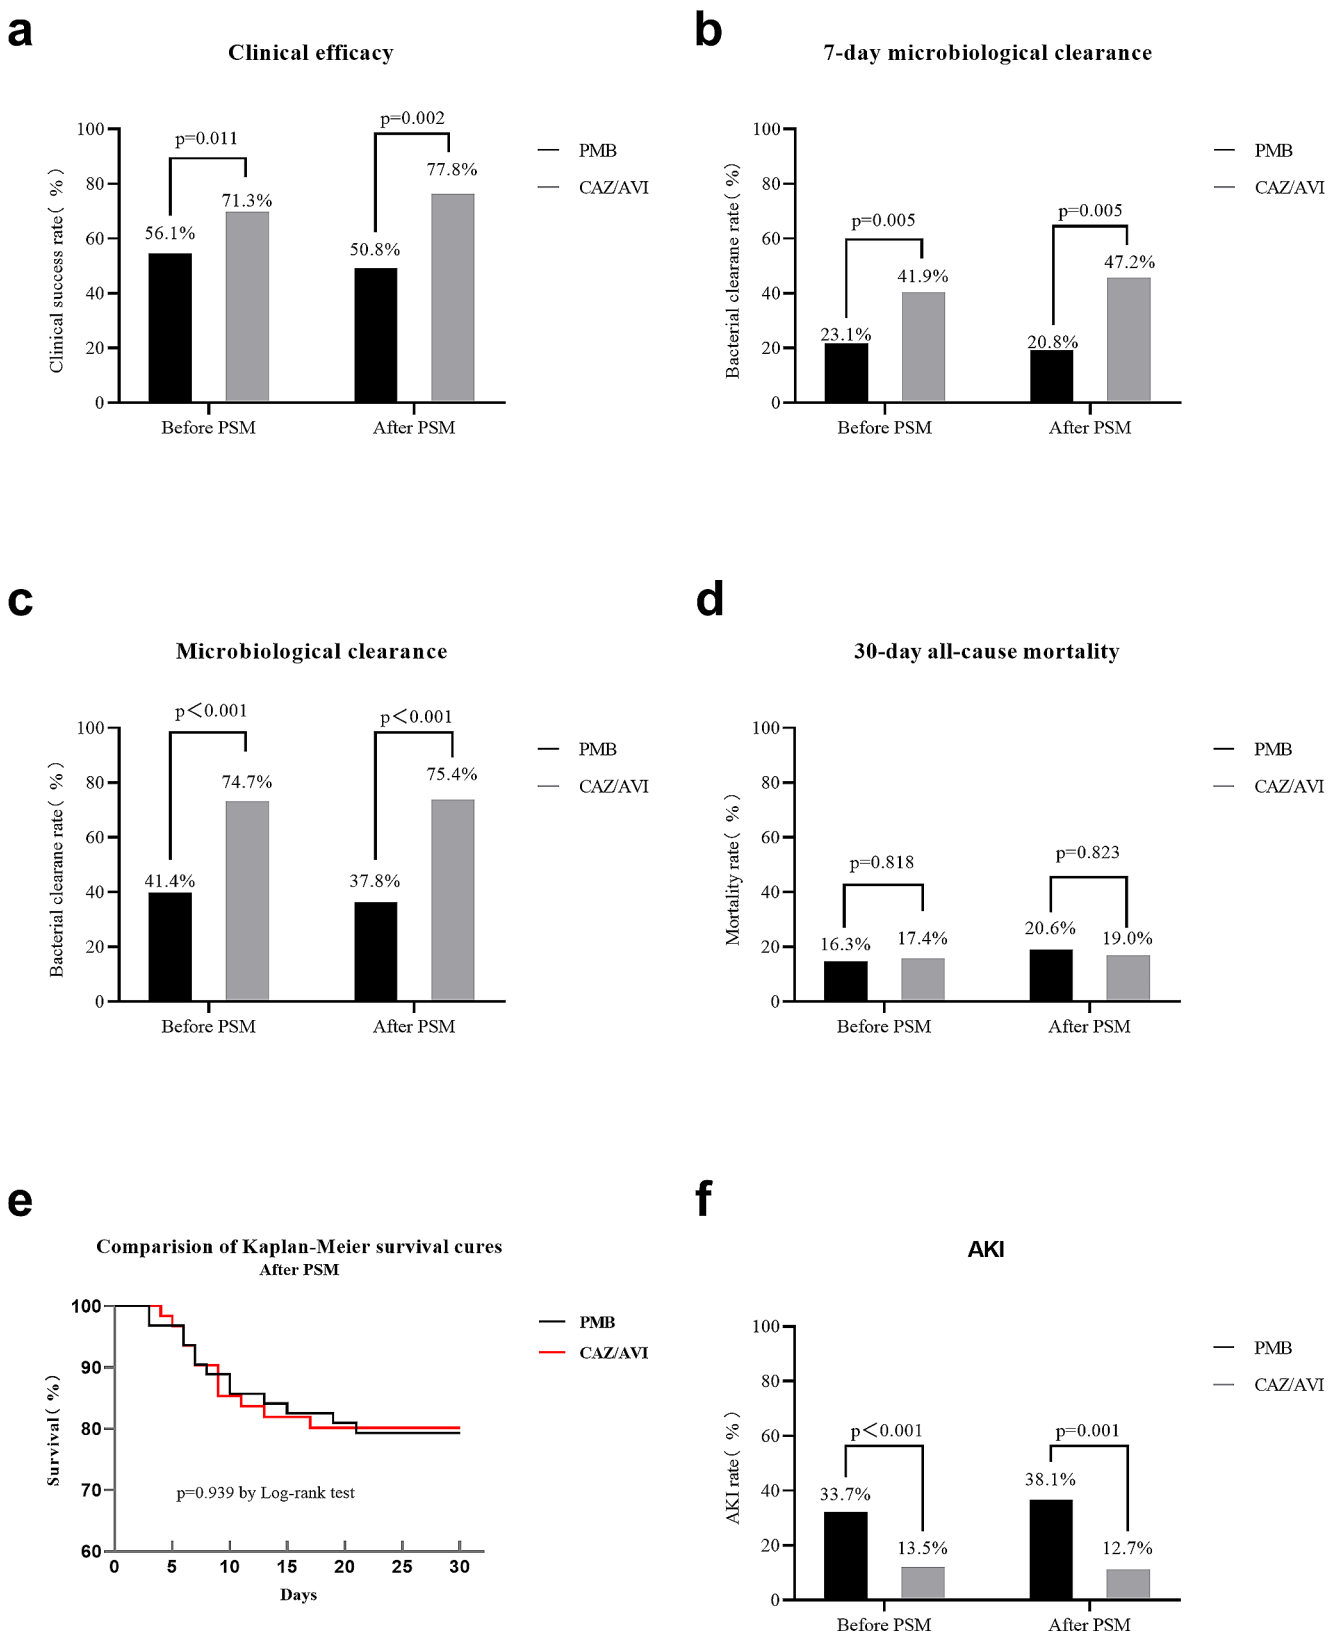 a
Clinical efficacy
Clinical success rate( %)
100
80
60
40
20
0
p=0.011
p=0.002
56.1%
71.3%
50.8%
77.8%
Before PSM
After PSM
PMB
CAZ/AVI
b
7-day microbiological clearance
Bacterial clearane rate( %)
100
80
60
40
20
0
p=0.005
p=0.005
23.1%
41.9%
20.8%
47.2%
Before PSM
After PSM
PMB
CAZ/AVI
c
Microbiological clearance
Bacterial clearane rate( %)
100
80
60
40
20
0
p<0.001
p<0.001
41.4%
74.7%
37.8%
75.4%
Before PSM
After PSM
PMB
CAZ/AVI
d
30-day all-cause mortality
Mortality rate( %)
100
80
60
40
20
0
p=0.818
p=0.823
16.3%
17.4%
20.6%
19.0%
Before PSM
After PSM
PMB
CAZ/AVI
e
Comparision of Kaplan-Meier survival cures
After PSM
Survival( %)
100
90
80
70
60
p=0.939 by Log-rank test
0 5 10 15 20 25 30
Days
PMB
CAZ/AVI
f
AKI
AKI rate( %)
100
80
60
40
20
0
p<0.001
p=0.001
33.7%
13.5%
38.1%
12.7%
Before PSM
After PSM
PMB
CAZ/AVI